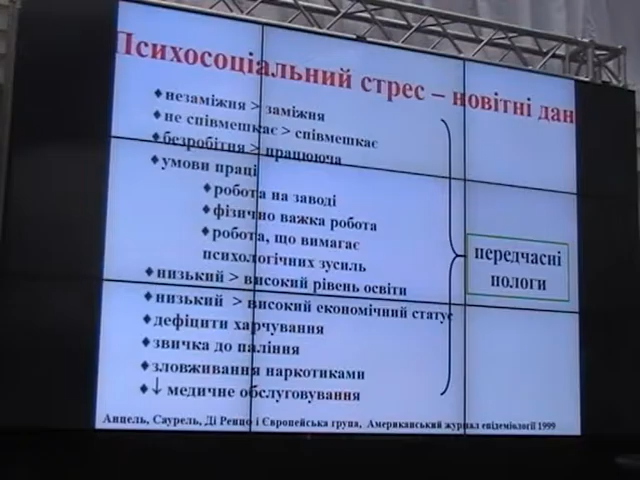 Психосоціальний стрес – новітні дан
♦незаміжня > заміжня
♦не співмешкає > співмешкає
♦безробітня > працююча
♦умови праці
♦робота на заводі
♦фізично важка робота
♦робота, що вимагає
психологічних зусиль
♦низький > високий рівень освіти
♦низький > високий економічний статус
♦дефіцити харчування
♦звичка до паління
♦зловживання наркотиками
♦↓ медичне обслуговування
передчасні
пологи
Анцель, Саурель, Ді Ренцо і Європейська група, Американський журнал епідеміології 1999